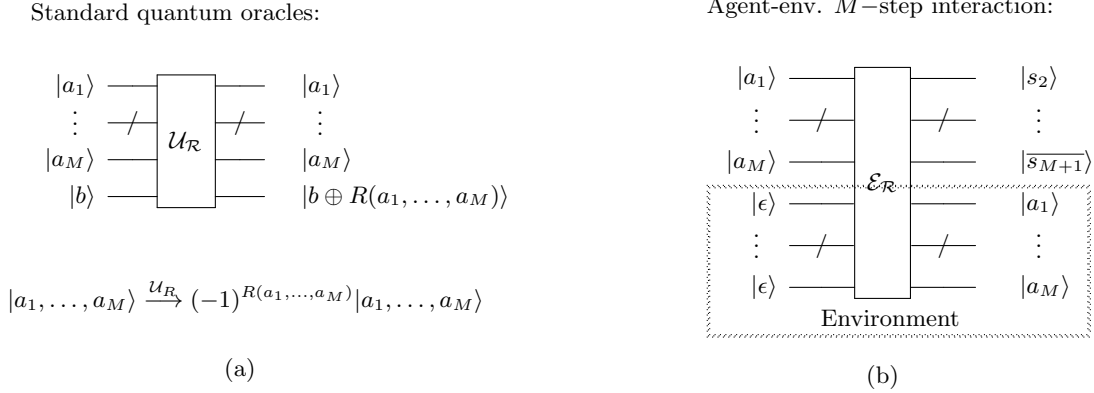 Standard quantum oracles:
|a₁⟩ |a₁⟩
⋮ ⋮
𝒰_ℛ
|a_M⟩ |a_M⟩
|b⟩ |b ⊕ R(a₁, …, a_M)⟩
|a₁, …, a_M⟩ —𝒰_R→ (−1)^{R(a₁,…,a_M)}|a₁, …, a_M⟩
(a)
Agent-env. M−step interaction:
|a₁⟩ |s₂⟩
⋮ ⋮
|a_M⟩ |s̅_̅M̅+̅1̅⟩
ℰ_ℛ
|ϵ⟩ |a₁⟩
⋮ ⋮
|ϵ⟩ |a_M⟩
Environment
(b)